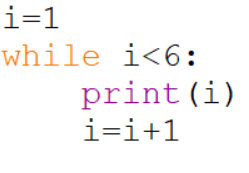 i=1
while i<6:
    print(i)
    i=i+1